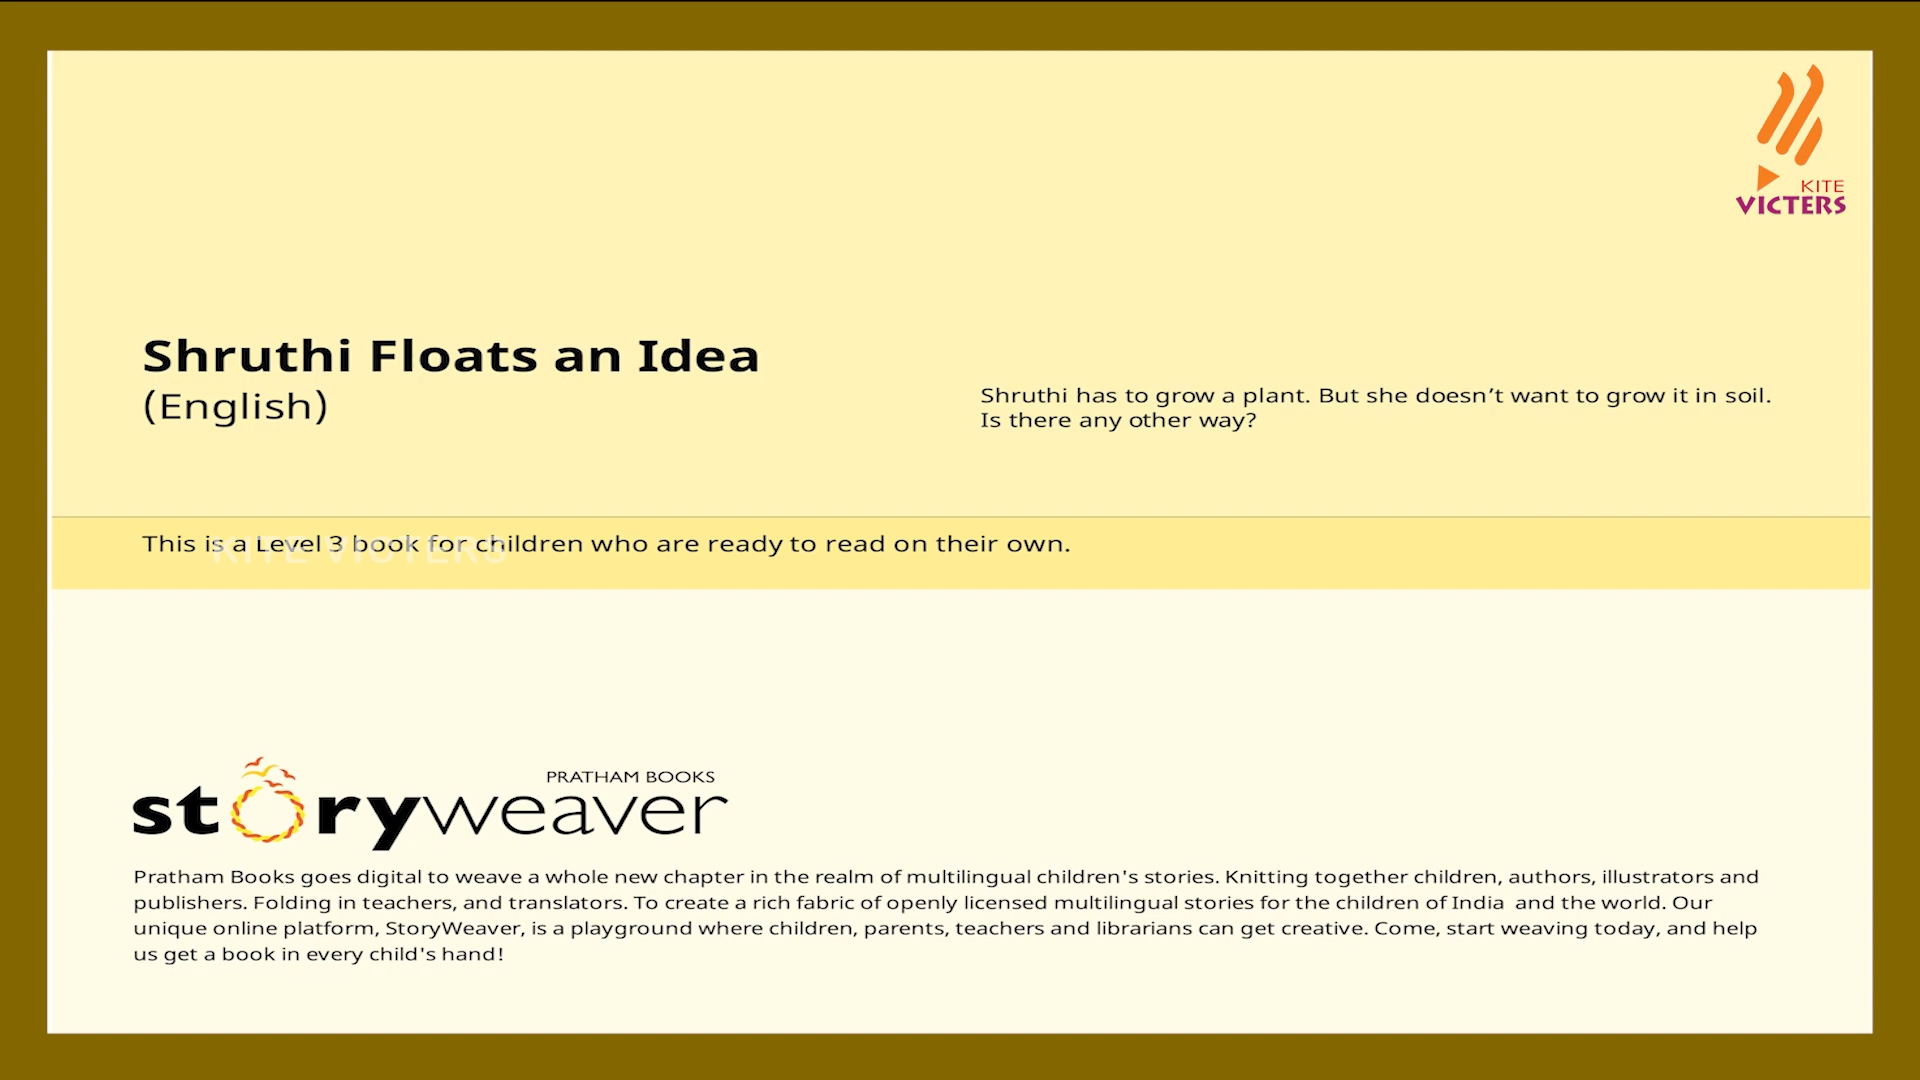 KITE
VICTERS
Shruthi Floats an Idea
(English)
Shruthi has to grow a plant. But she doesn’t want to grow it in soil.
Is there any other way?
This is a Level 3 book for children who are ready to read on their own.
KITE VICTERS
PRATHAM BOOKS
storyweaver
Pratham Books goes digital to weave a whole new chapter in the realm of multilingual children's stories. Knitting together children, authors, illustrators and
publishers. Folding in teachers, and translators. To create a rich fabric of openly licensed multilingual stories for the children of India and the world. Our
unique online platform, StoryWeaver, is a playground where children, parents, teachers and librarians can get creative. Come, start weaving today, and help
us get a book in every child's hand!